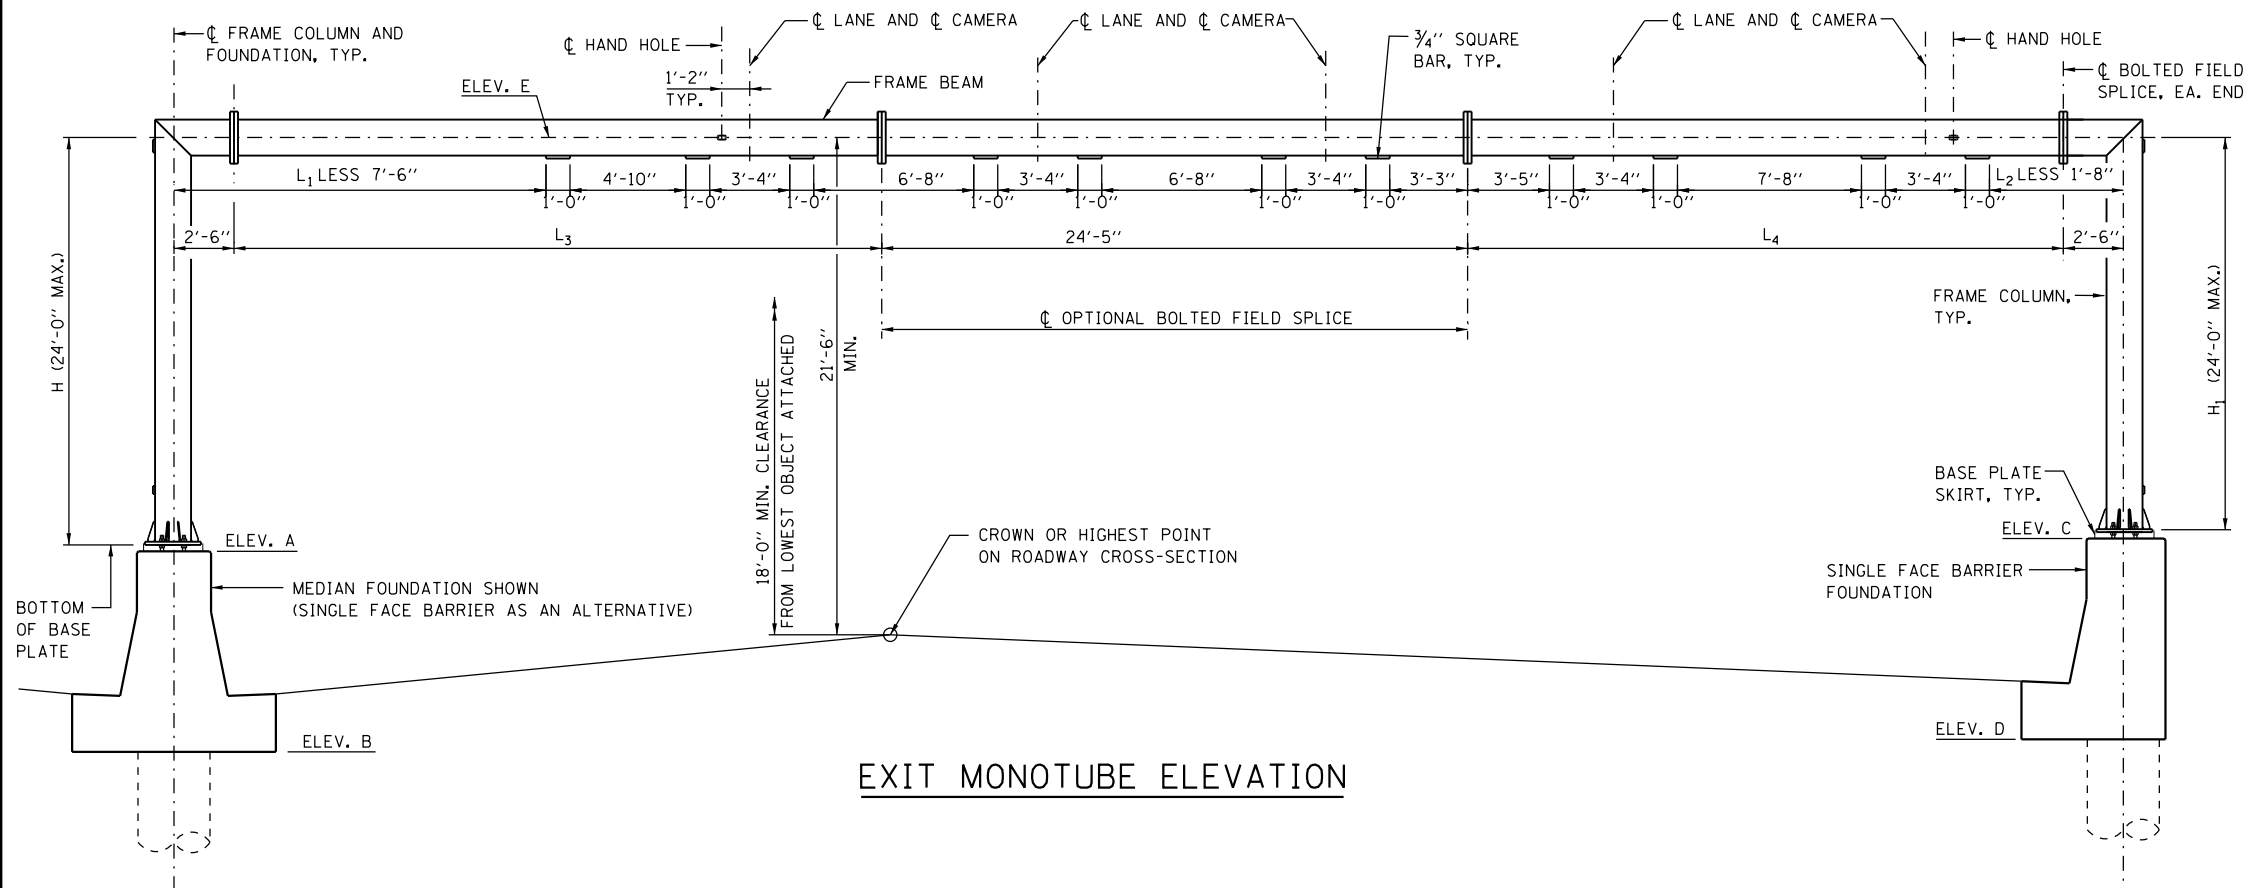 ℄ FRAME COLUMN AND
FOUNDATION, TYP.
℄ HAND HOLE
℄ LANE AND ℄ CAMERA
℄ LANE AND ℄ CAMERA
3/4" SQUARE
BAR, TYP.
℄ LANE AND ℄ CAMERA
℄ HAND HOLE
℄ BOLTED FIELD
SPLICE, EA. END
ELEV. E
1'-2"
TYP.
FRAME BEAM
L₁ LESS 7'-6"
4'-10"
3'-4"
6'-8"
3'-4"
6'-8"
3'-4"
3'-3"
3'-5"
3'-4"
7'-8"
3'-4"
L₂ LESS 1'-8"
1'-0"
1'-0"
1'-0"
1'-0"
1'-0"
1'-0"
1'-0"
1'-0"
1'-0"
1'-0"
1'-0"
2'-6"
L₃
24'-5"
L₄
2'-6"
H (24'-0" MAX.)
18'-0" MIN. CLEARANCE
FROM LOWEST OBJECT ATTACHED
21'-6"
MIN.
℄ OPTIONAL BOLTED FIELD SPLICE
FRAME COLUMN,
TYP.
H₁ (24'-0" MAX.)
BASE PLATE
SKIRT, TYP.
ELEV. A
ELEV. C
CROWN OR HIGHEST POINT
ON ROADWAY CROSS-SECTION
MEDIAN FOUNDATION SHOWN
(SINGLE FACE BARRIER AS AN ALTERNATIVE)
SINGLE FACE BARRIER
FOUNDATION
BOTTOM
OF BASE
PLATE
ELEV. B
ELEV. D
EXIT MONOTUBE ELEVATION